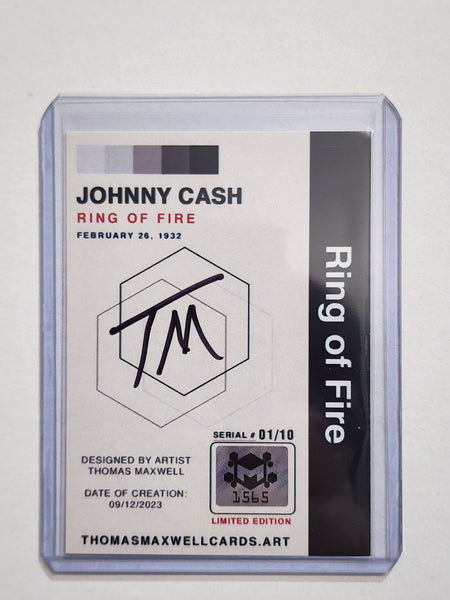 JOHNNY CASH
RING OF FIRE
FEBRUARY 26, 1932
TM
SERIAL # 01/10
DESIGNED BY ARTIST
THOMAS MAXWELL
DATE OF CREATION:
09/12/2023
1565
LIMITED EDITION
THOMASMAXWELLCARDS.ART
Ring of Fire